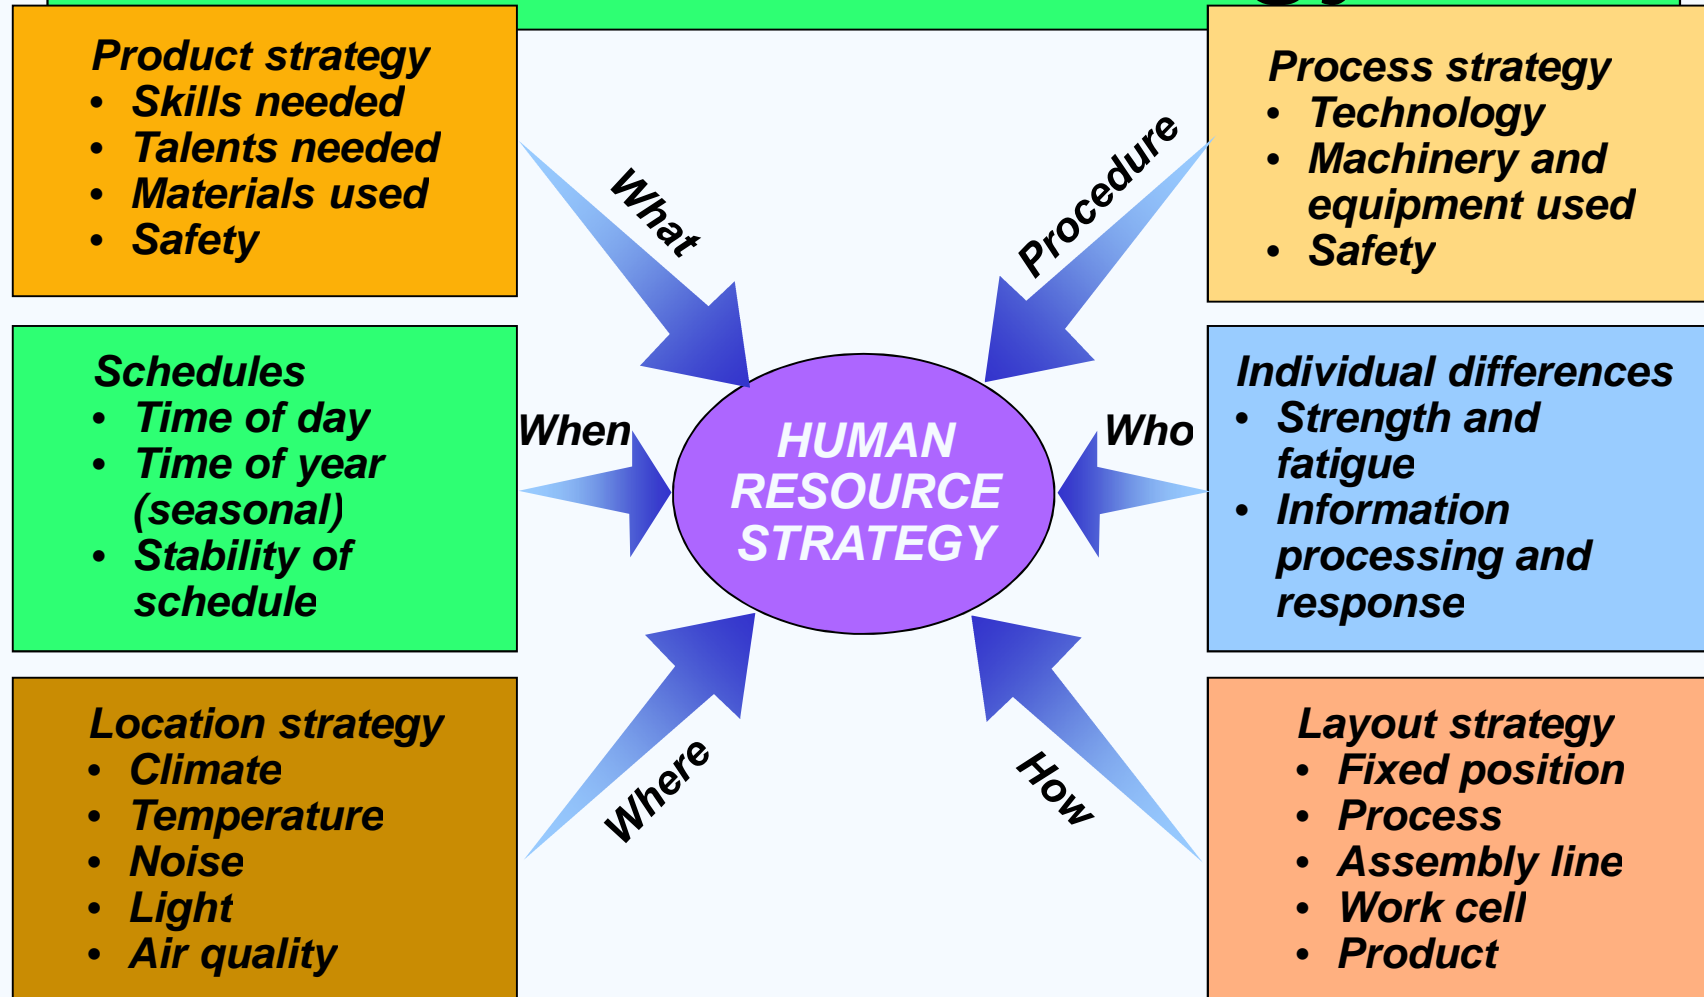 Product strategy
• Skills needed
• Talents needed
• Materials used
• Safety
Process strategy
• Technology
• Machinery and
equipment used
• Safety
What
Procedure
Schedules
• Time of day
• Time of year
(seasonal)
• Stability of
schedule
When
HUMAN
RESOURCE
STRATEGY
Who
Individual differences
• Strength and
fatigue
• Information
processing and
response
Location strategy
• Climate
• Temperature
• Noise
• Light
• Air quality
Where
How
Layout strategy
• Fixed position
• Process
• Assembly line
• Work cell
• Product